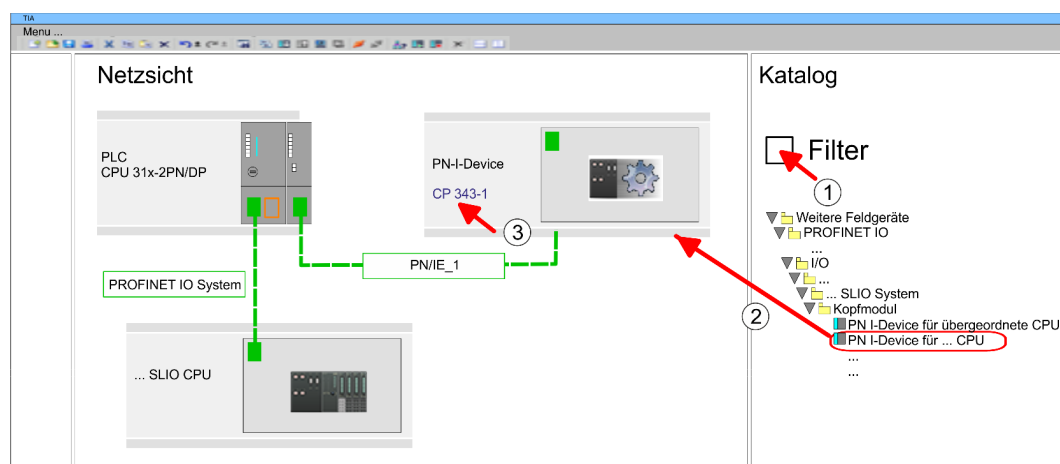 TIA
Menu ...
Netzsicht
PLC
CPU 31x-2PN/DP
PN-I-Device
CP 343-1
3
PN/IE_1
PROFINET IO System
... SLIO CPU
2
Katalog
Filter
1
Weitere Feldgeräte
PROFINET IO
...
I/O
...
... SLIO System
Kopfmodul
PN I-Device für übergeordnete CPU
PN I-Device für ... CPU
...
...